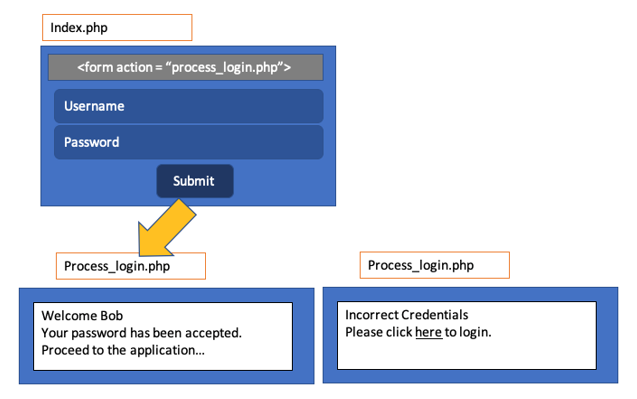 Index.php
<form action = “process_login.php”>
Username
Password
Submit
Process_login.php
Welcome Bob
Your password has been accepted.
Proceed to the application...
Process_login.php
Incorrect Credentials
Please click here to login.